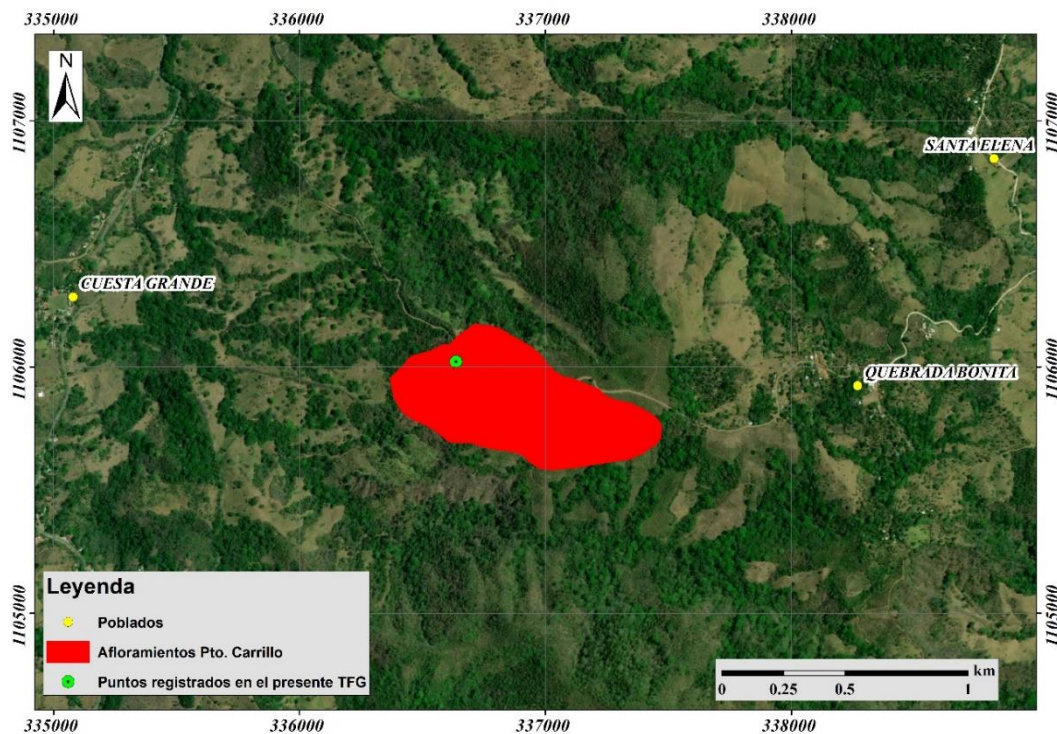 335000 336000 337000 338000
N
1107000 1107000
SANTA ELENA
CUESTA GRANDE
1106000 1106000
QUEBRADA BONITA
1105000 1105000
Leyenda
Poblados
Afloramientos Pto. Carrillo
Puntos registrados en el presente TFG
km
0 0.25 0.5 1
335000 336000 337000 338000